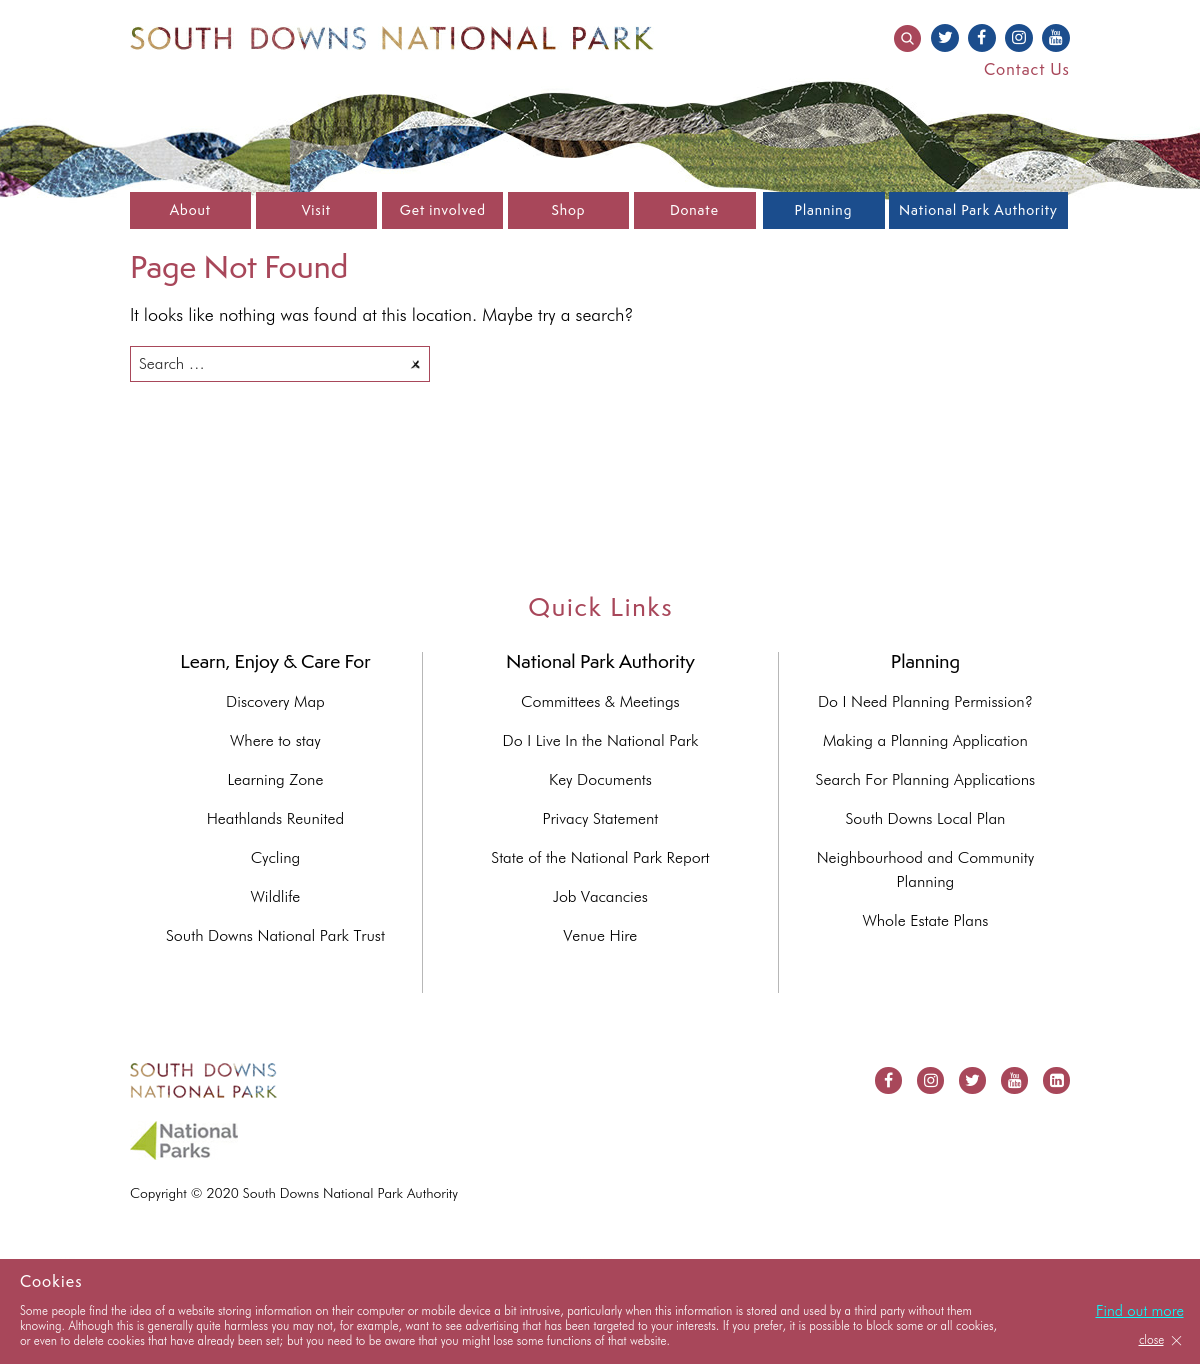 SOUTH DOWNS NATIONAL PARK
Contact Us
About
Visit
Get involved
Shop
Donate
Planning
National Park Authority
Page Not Found
It looks like nothing was found at this location. Maybe try a search?
Search …
Quick Links
Learn, Enjoy & Care For
Discovery Map
Where to stay
Learning Zone
Heathlands Reunited
Cycling
Wildlife
South Downs National Park Trust
National Park Authority
Committees & Meetings
Do I Live In the National Park
Key Documents
Privacy Statement
State of the National Park Report
Job Vacancies
Venue Hire
Planning
Do I Need Planning Permission?
Making a Planning Application
Search For Planning Applications
South Downs Local Plan
Neighbourhood and Community
Planning
Whole Estate Plans
SOUTH DOWNS
NATIONAL PARK
National
Parks
Copyright © 2020 South Downs National Park Authority
Cookies
Some people find the idea of a website storing information on their computer or mobile device a bit intrusive, particularly when this information is stored and used by a third party without them
knowing. Although this is generally quite harmless you may not, for example, want to see advertising that has been targeted to your interests. If you prefer, it is possible to block some or all cookies,
or even to delete cookies that have already been set; but you need to be aware that you might lose some functions of that website.
Find out more
close